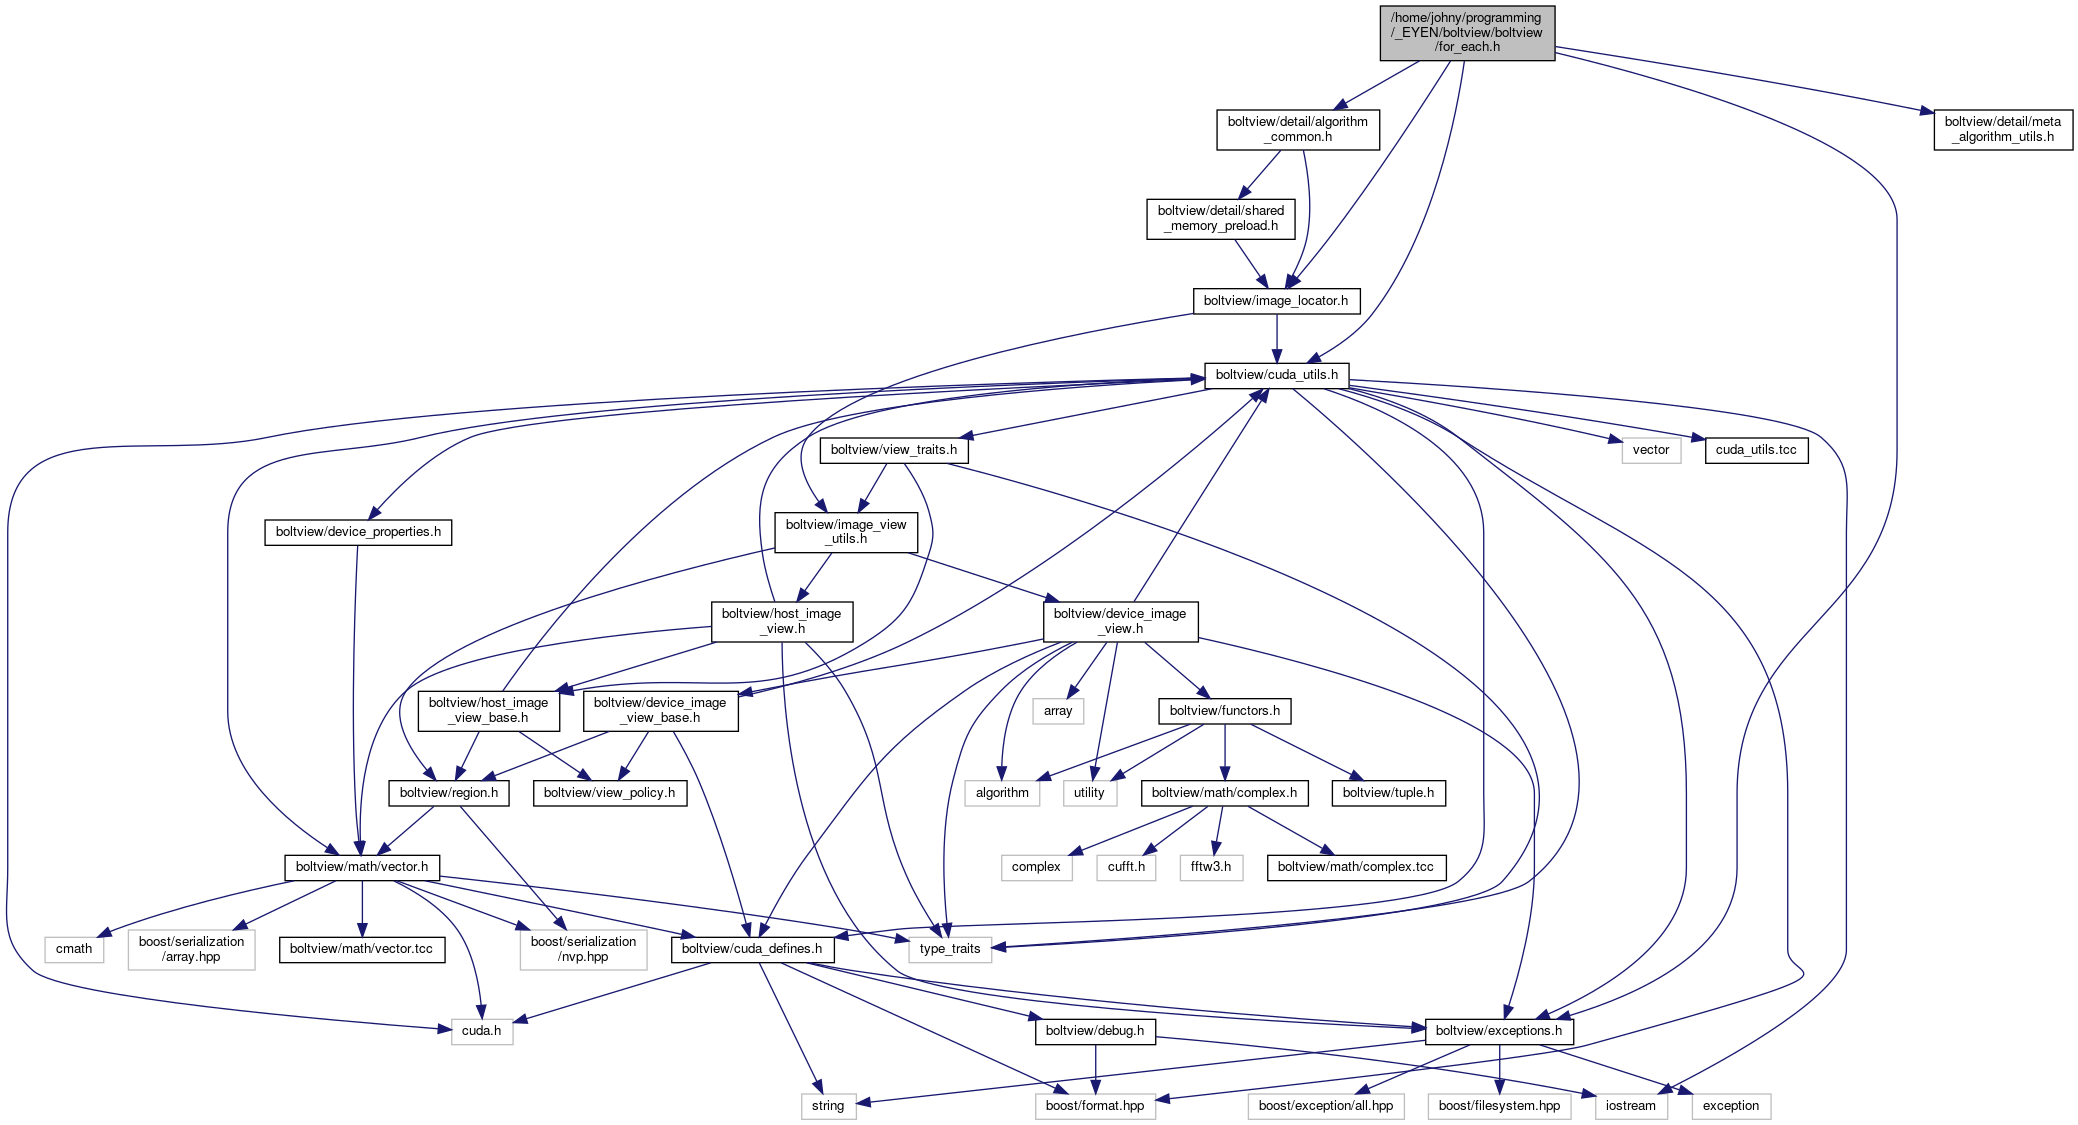 /home/johny/programming
/_EYEN/boltview/boltview
/for_each.h
boltview/detail/algorithm
_common.h
boltview/detail/meta
_algorithm_utils.h
boltview/detail/shared
_memory_preload.h
boltview/image_locator.h
boltview/cuda_utils.h
boltview/view_traits.h
vector
cuda_utils.tcc
boltview/device_properties.h
boltview/image_view
_utils.h
boltview/host_image
_view.h
boltview/device_image
_view.h
boltview/host_image
_view_base.h
boltview/device_image
_view_base.h
array
boltview/functors.h
boltview/region.h
boltview/view_policy.h
algorithm
utility
boltview/math/complex.h
boltview/tuple.h
boltview/math/vector.h
complex
cufft.h
fftw3.h
boltview/math/complex.tcc
cmath
boost/serialization
/array.hpp
boltview/math/vector.tcc
boost/serialization
/nvp.hpp
boltview/cuda_defines.h
type_traits
cuda.h
boltview/debug.h
boltview/exceptions.h
string
boost/format.hpp
boost/exception/all.hpp
boost/filesystem.hpp
iostream
exception